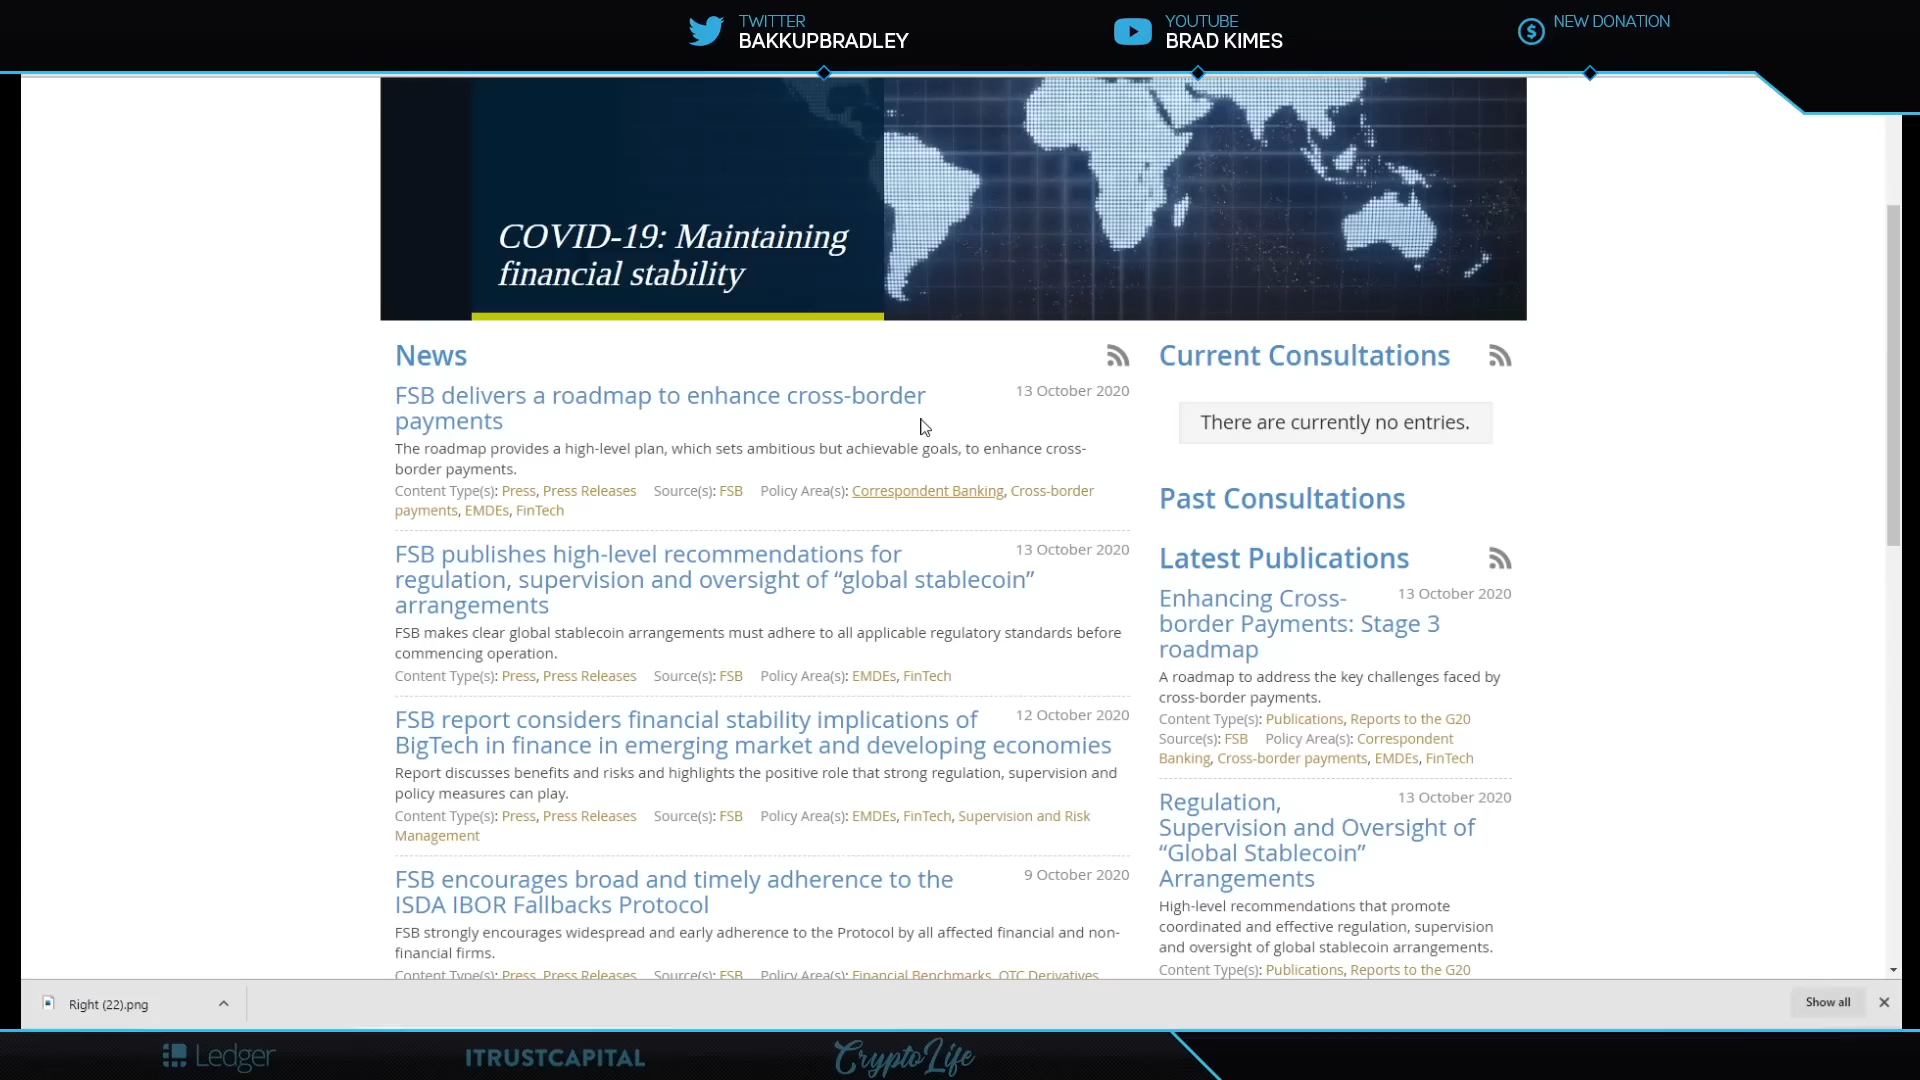 TWITTER
BAKKUPBRADLEY
YOUTUBE
BRAD KIMES
NEW DONATION
COVID-19: Maintaining
financial stability
News
FSB delivers a roadmap to enhance cross-border
payments
13 October 2020
The roadmap provides a high-level plan, which sets ambitious but achievable goals, to enhance cross-
border payments.
Content Type(s): Press, Press Releases Source(s): FSB Policy Area(s): Correspondent Banking, Cross-border
payments, EMDEs, FinTech
FSB publishes high-level recommendations for
regulation, supervision and oversight of “global stablecoin”
arrangements
13 October 2020
FSB makes clear global stablecoin arrangements must adhere to all applicable regulatory standards before
commencing operation.
Content Type(s): Press, Press Releases Source(s): FSB Policy Area(s): EMDEs, FinTech
FSB report considers financial stability implications of
BigTech in finance in emerging market and developing economies
12 October 2020
Report discusses benefits and risks and highlights the positive role that strong regulation, supervision and
policy measures can play.
Content Type(s): Press, Press Releases Source(s): FSB Policy Area(s): EMDEs, FinTech, Supervision and Risk
Management
FSB encourages broad and timely adherence to the
ISDA IBOR Fallbacks Protocol
9 October 2020
FSB strongly encourages widespread and early adherence to the Protocol by all affected financial and non-
financial firms.
Content Type(s): Press, Press Releases Source(s): FSB Policy Area(s): Financial Benchmarks, OTC Derivatives
Current Consultations
There are currently no entries.
Past Consultations
Latest Publications
Enhancing Cross-
border Payments: Stage 3
roadmap
13 October 2020
A roadmap to address the key challenges faced by
cross-border payments.
Content Type(s): Publications, Reports to the G20
Source(s): FSB Policy Area(s): Correspondent
Banking, Cross-border payments, EMDEs, FinTech
Regulation,
Supervision and Oversight of
“Global Stablecoin”
Arrangements
13 October 2020
High-level recommendations that promote
coordinated and effective regulation, supervision
and oversight of global stablecoin arrangements.
Content Type(s): Publications, Reports to the G20
Right (22).png
Show all
Ledger
ITRUSTCAPITAL
CryptoLife